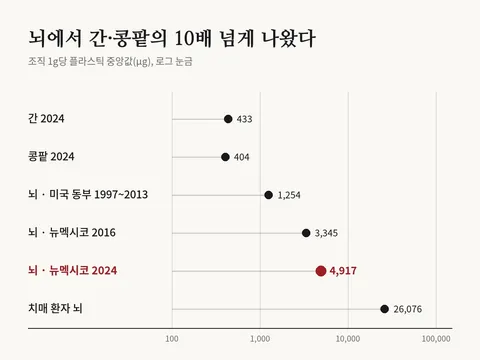 뇌에서 간·콩팥의 10배 넘게 나왔다
조직 1g당 플라스틱 중앙값(µg), 로그 눈금
간 2024
433
콩팥 2024
404
뇌 · 미국 동부 1997~2013
1,254
뇌 · 뉴멕시코 2016
3,345
뇌 · 뉴멕시코 2024
4,917
치매 환자 뇌
26,076
100
1,000
10,000
100,000